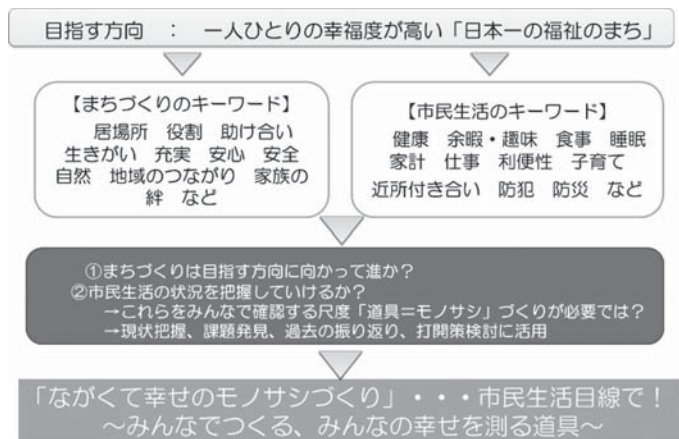 目指す方向　：　一人ひとりの幸福度が高い「日本一の福祉のまち」
【まちづくりのキーワード】
居場所　役割　助け合い
生きがい　充実　安心　安全
自然　地域のつながり　家族の
絆　など
【市民生活のキーワード】
健康　余暇・趣味　食事　睡眠
家計　仕事　利便性　子育て
近所付き合い　防犯　防災　など
①まちづくりは目指す方向に向かって進か？
②市民生活の状況を把握していけるか？
→これらをみんなで確認する尺度「道具＝モノサシ」づくりが必要では？
→現状把握、課題発見、過去の振り返り、打開策検討に活用
「ながくて幸せのモノサシづくり」・・・市民生活目線で！
～みんなでつくる、みんなの幸せを測る道具～